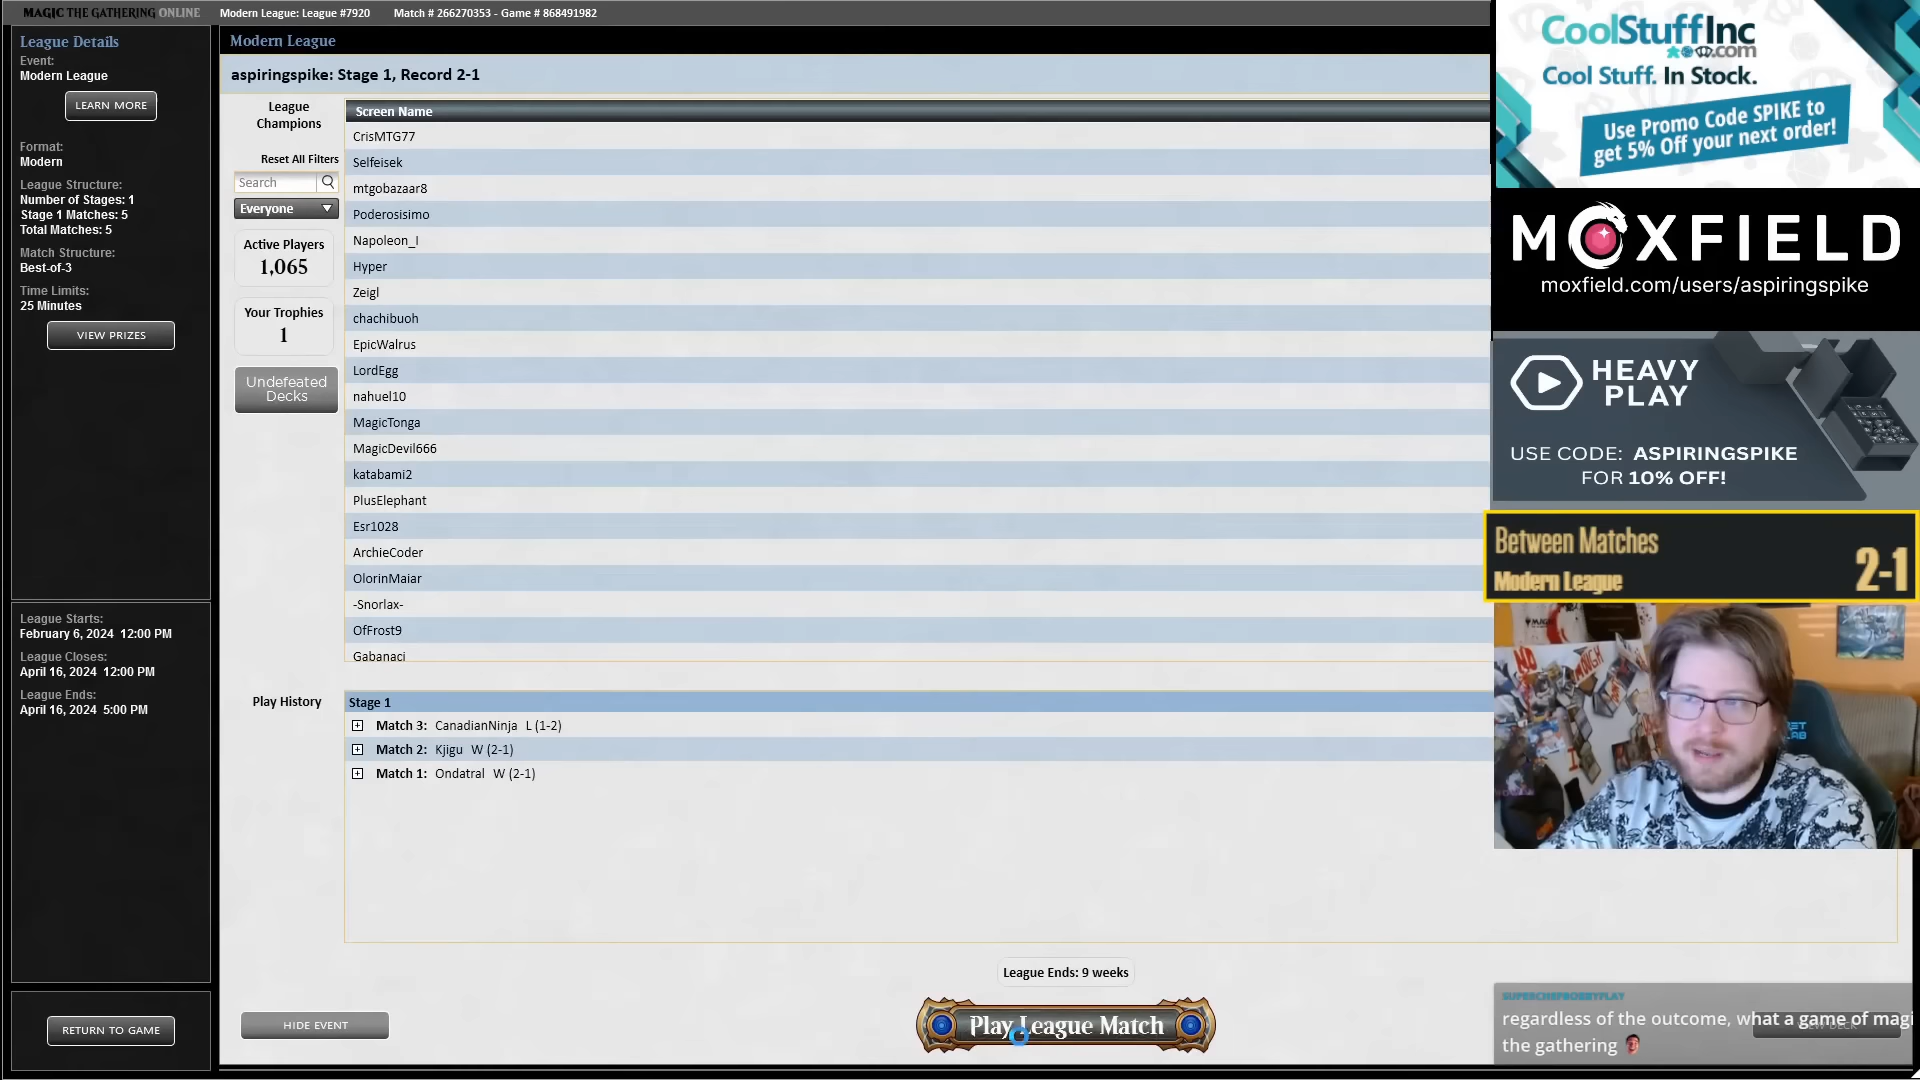 MAGIC THE GATHERING ONLINE
Modern League: League #7920
Match # 266270353 - Game # 868491982
League Details
Event:
Modern League
LEARN MORE
Format:
Modern
League Structure:
Number of Stages: 1
Stage 1 Matches: 5
Total Matches: 5
Match Structure:
Best-of-3
Time Limits:
25 Minutes
VIEW PRIZES
League Starts:
February 6, 2024 12:00 PM
League Closes:
April 16, 2024 12:00 PM
League Ends:
April 16, 2024 5:00 PM
RETURN TO GAME
Modern League
aspiringspike: Stage 1, Record 2-1
League
Champions
Reset All Filters
Search
Everyone
Active Players
1,065
Your Trophies
1
Undefeated
Decks
Screen Name
CrisMTG77
Selfeisek
mtgobazaar8
Poderosisimo
Napoleon_I
Hyper
Zeigl
chachibuoh
EpicWalrus
LordEgg
nahuel10
MagicTonga
MagicDevil666
katabami2
PlusElephant
Esr1028
ArchieCoder
OlorinMaiar
-Snorlax-
OfFrost9
Gabanaci
Play History
Stage 1
Match 3: CanadianNinja L (1-2)
Match 2: Kjigu W (2-1)
Match 1: Ondatral W (2-1)
League Ends: 9 weeks
HIDE EVENT
Play League Match
CoolStuffInc
.com
Cool Stuff. In Stock.
Use Promo Code SPIKE to
get 5% Off your next order!
MOXFIELD
moxfield.com/users/aspiringspike
HEAVY
PLAY
USE CODE: ASPIRINGSPIKE
FOR 10% OFF!
Between Matches
Modern League
2-1
SUPERCHEFBOBBYPLAY
regardless of the outcome, what a game of magi
the gathering